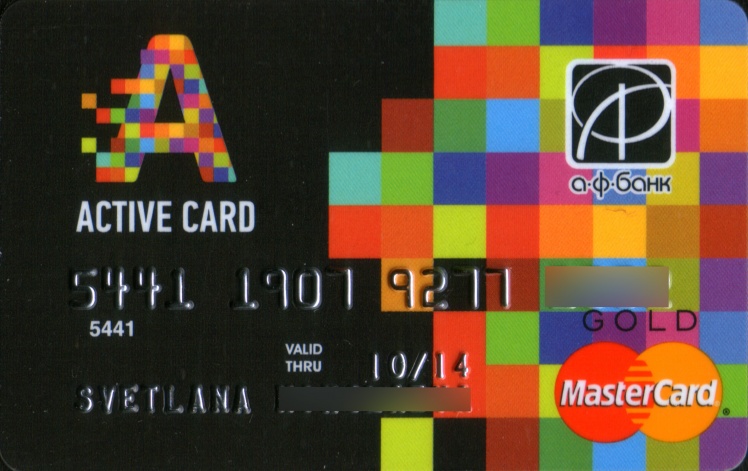 а·ф·банк
ACTIVE CARD
5441 1907 9277
5441
GOLD
VALID
THRU 10/14
SVETLANA
MasterCard